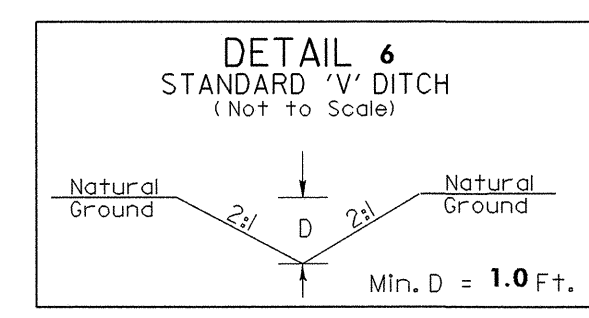 DETAIL 6
STANDARD 'V' DITCH
(Not to Scale)
Natural
Ground
2:1
D
2:1
Natural
Ground
Min. D = 1.0 Ft.